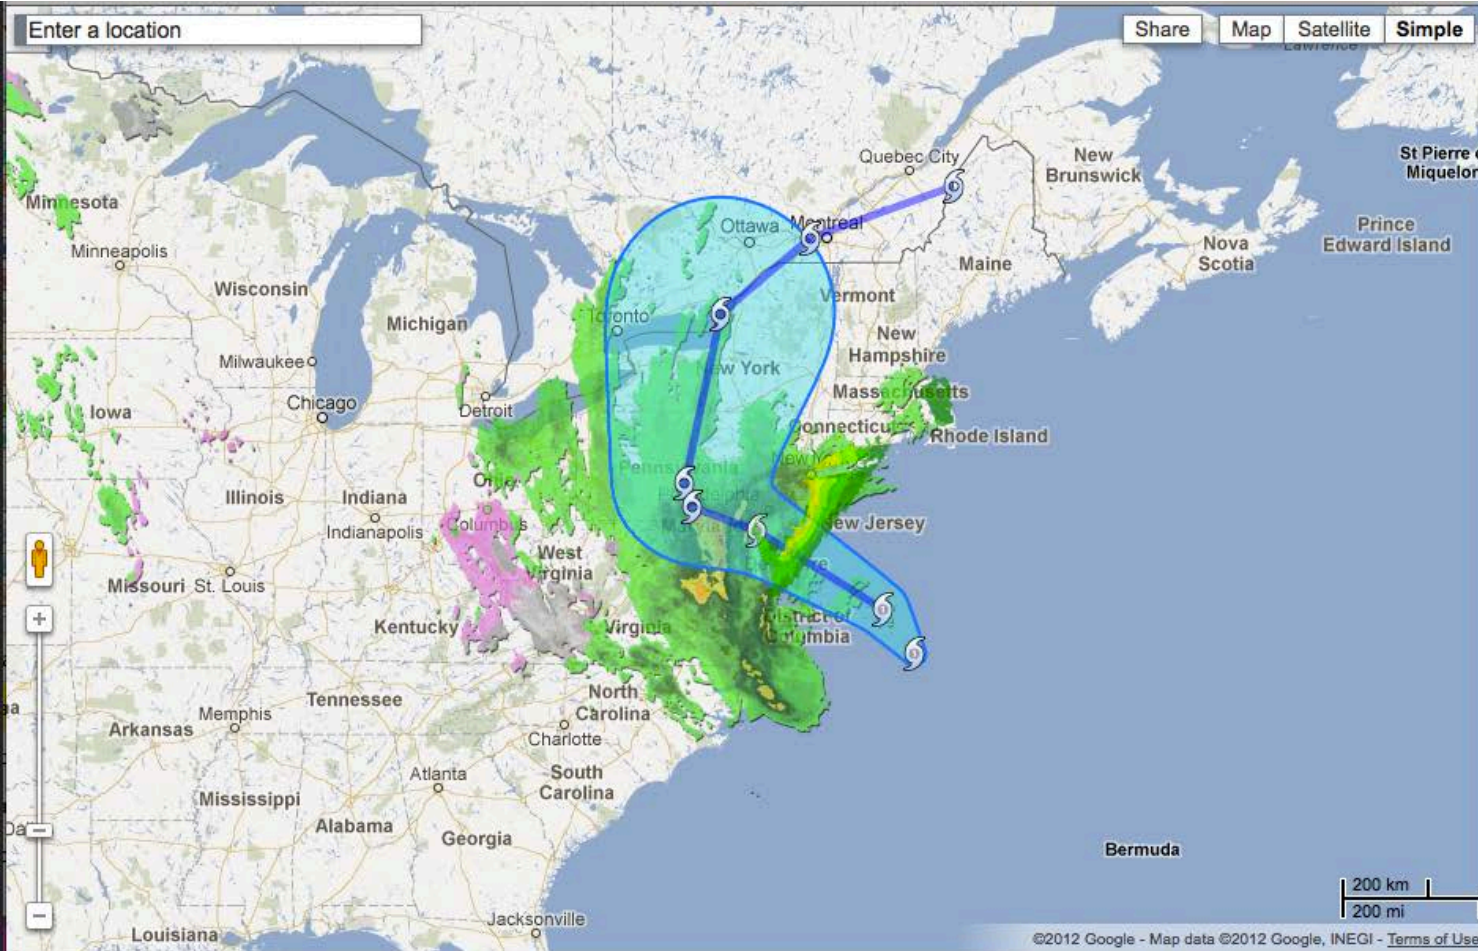 Enter a location
Share
Map
Satellite
Simple
Lawrence
Quebec City
New
Brunswick
St Pierre
Miquelon
Minnesota
Ottawa
Montreal
Prince
Edward Island
Minneapolis
Nova
Scotia
Maine
Wisconsin
Vermont
Michigan
Toronto
New
Hampshire
Milwaukee
New York
Massachusetts
Chicago
Detroit
Iowa
Connecticut
Rhode Island
Pennsylvania
Ohio
Illinois
Indiana
Philadelphia
Columbus
New Jersey
Indianapolis
West
Virginia
Missouri
St. Louis
District of
Columbia
Kentucky
Virginia
North
Carolina
Tennessee
Memphis
Arkansas
Charlotte
Atlanta
South
Carolina
Mississippi
Alabama
Georgia
Bermuda
200 km
200 mi
Jacksonville
Louisiana
©2012 Google - Map data ©2012 Google, INEGI - Terms of Use